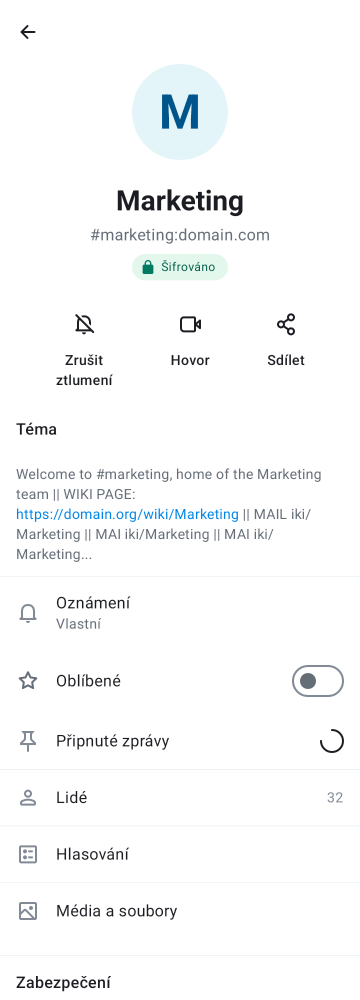 M
Marketing
#marketing:domain.com
Šifrováno
Zrušit
ztlumení
Hovor
Sdílet
Téma
Welcome to #marketing, home of the Marketing
team || WIKI PAGE:
https://domain.org/wiki/Marketing || MAIL iki/
Marketing || MAI iki/Marketing || MAI iki/
Marketing...
Oznámení
Vlastní
Oblíbené
Připnuté zprávy
Lidé
32
Hlasování
Média a soubory
Zabezpečení